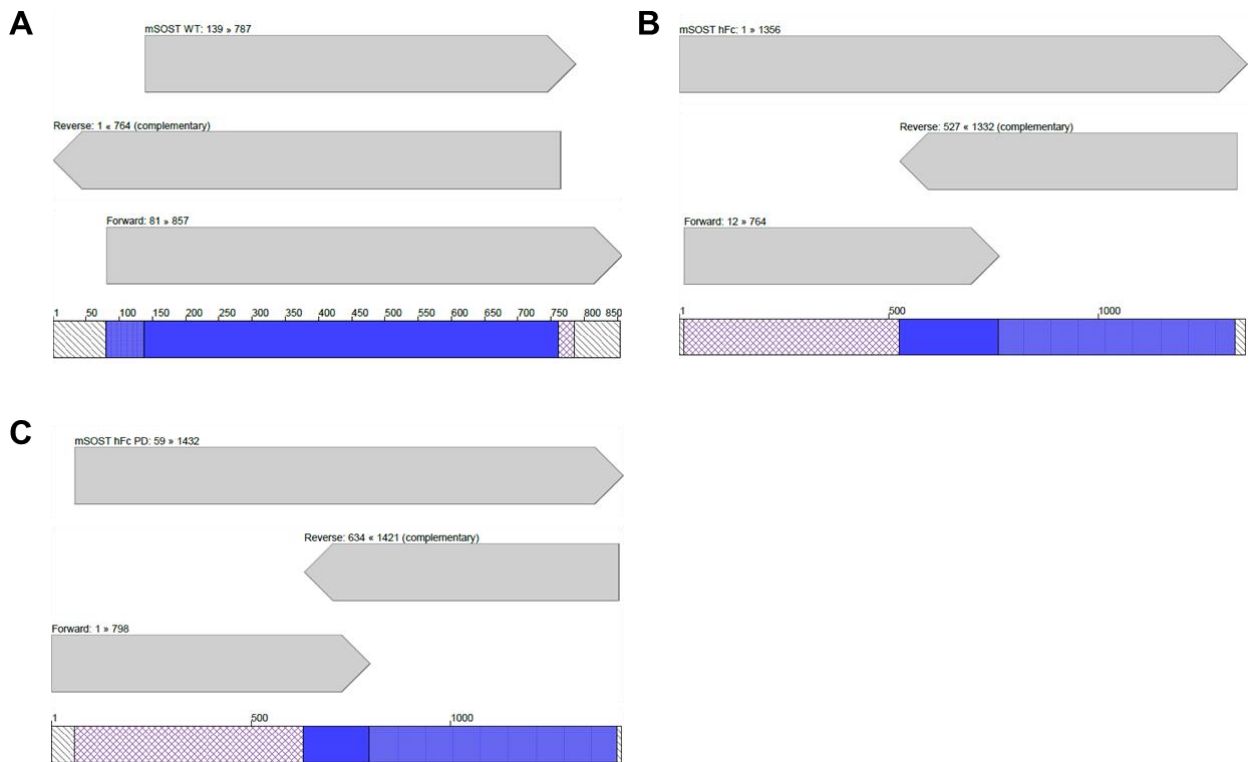 A
mSOST WT: 139 » 787
Reverse: 1 « 764 (complementary)
Forward: 81 » 857
1 50 100 150 200 250 300 350 400 450 500 550 600 650 700 750 800 850
B
mSOST hFc: 1 » 1356
Reverse: 527 « 1332 (complementary)
Forward: 12 » 764
1 500 1000
C
mSOST hFc PD: 59 » 1432
Reverse: 634 « 1421 (complementary)
Forward: 1 » 798
1 500 1000